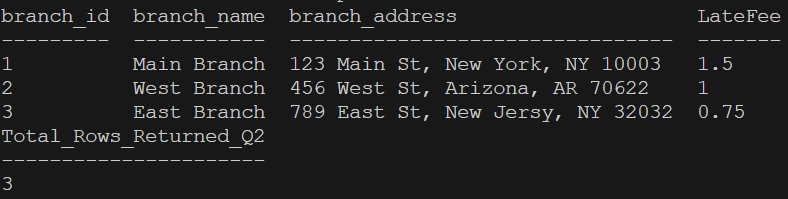 branch_id  branch_name  branch_address                    LateFee
---------  -----------  --------------------------------  -------
1          Main Branch  123 Main St, New York, NY 10003   1.5
2          West Branch  456 West St, Arizona, AR 70622    1
3          East Branch  789 East St, New Jersy, NY 32032  0.75
Total_Rows_Returned_Q2
----------------------
3